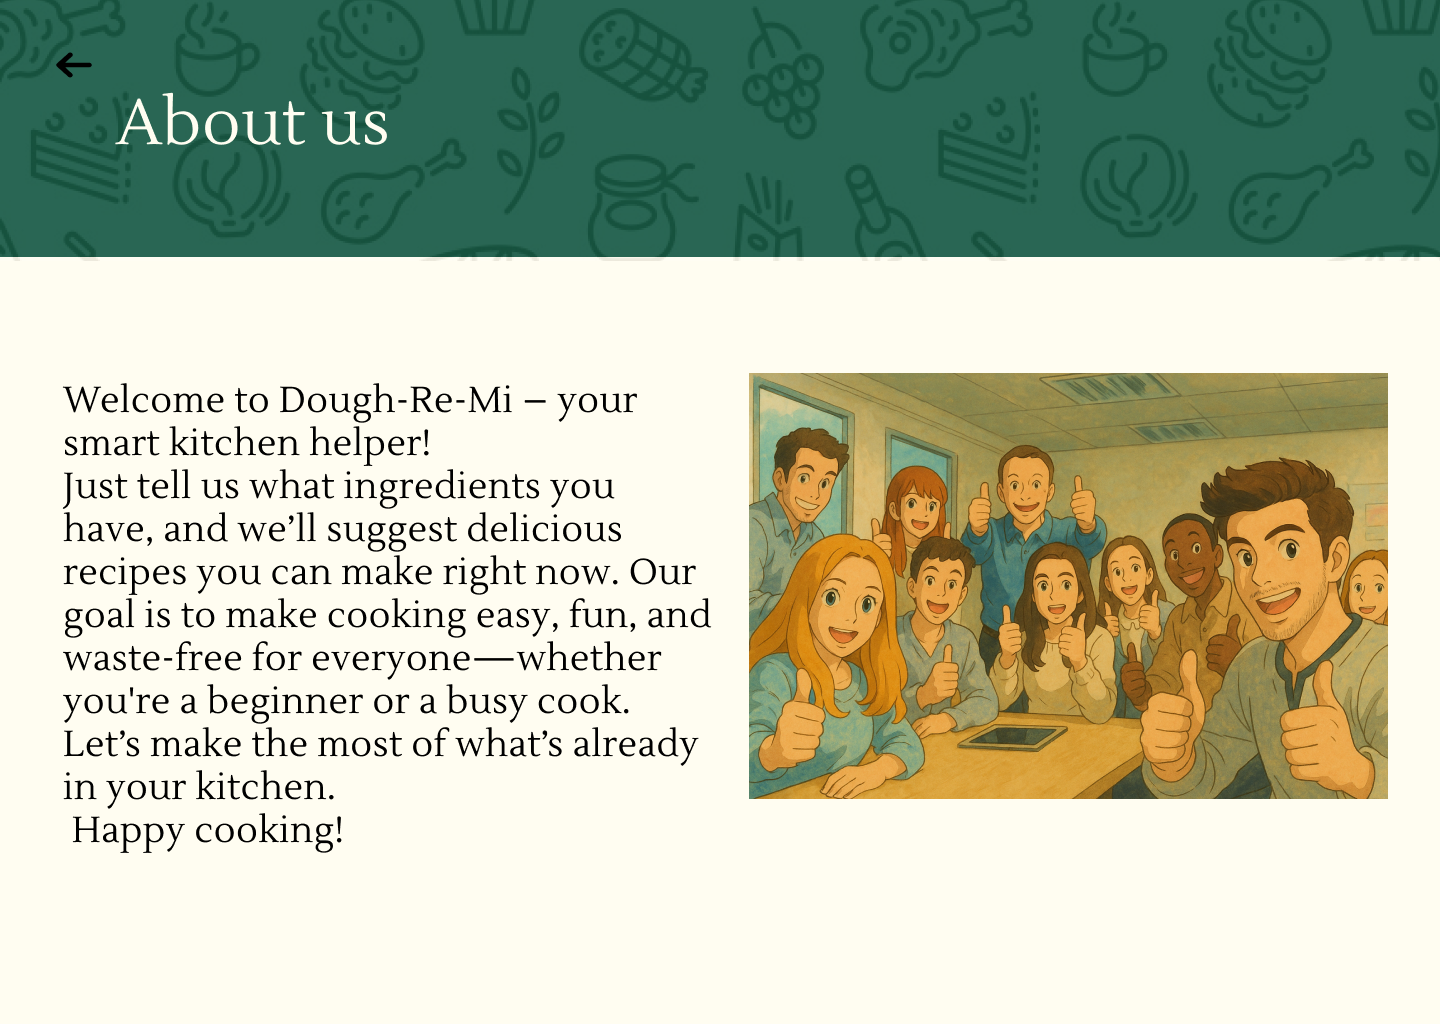 About us
Welcome to Dough-Re-Mi – your
smart kitchen helper!
Just tell us what ingredients you
have, and we’ll suggest delicious
recipes you can make right now. Our
goal is to make cooking easy, fun, and
waste-free for everyone—whether
you're a beginner or a busy cook.
Let’s make the most of what’s already
in your kitchen.
Happy cooking!